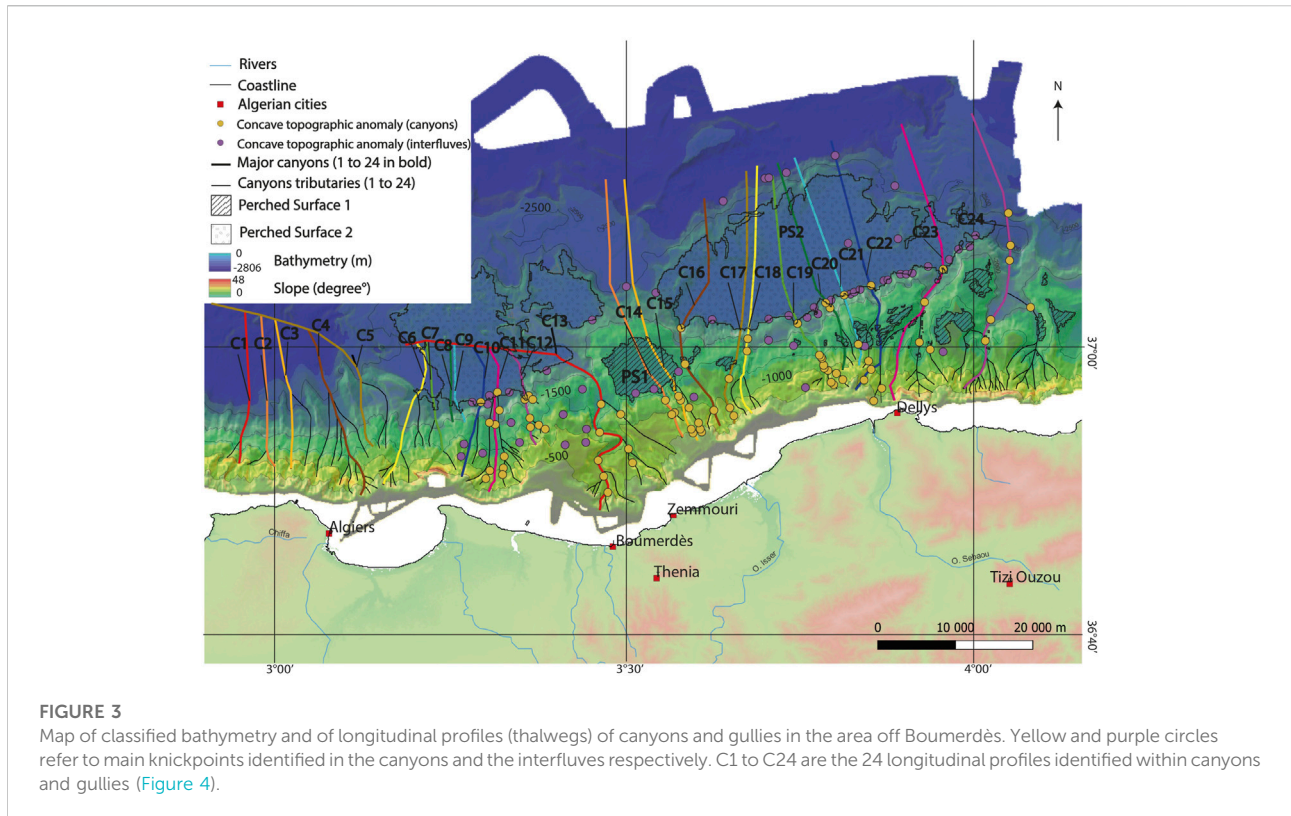 Rivers
Coastline
Algerian cities
Concave topographic anomaly (canyons)
Concave topographic anomaly (interfluves)
Major canyons (1 to 24 in bold)
Canyons tributaries (1 to 24)
Perched Surface 1
Perched Surface 2
0
-2806
Bathymetry (m)
48
0
Slope (degree°)
N
-2500
C24
C23
PS2
C22
C21
C20
C16
C17
C18
C19
C14
C15
C13
C1
C2
C3
C4
C5
C6
C7
C8
C9
C10
C11
C12
37°00'
PS1
-1500
-1000
-500
Dellys
Zemmouri
Algiers
Chiffa
Boumerdès
Thenia
O. Isser
O. Sebaou
Tizi Ouzou
0 10 000 20 000 m
36°40'
3°00' 3°30' 4°00'
FIGURE 3
Map of classified bathymetry and of longitudinal profiles (thalwegs) of canyons and gullies in the area off Boumerdès. Yellow and purple circles
refer to main knickpoints identified in the canyons and the interfluves respectively. C1 to C24 are the 24 longitudinal profiles identified within canyons
and gullies (Figure 4).